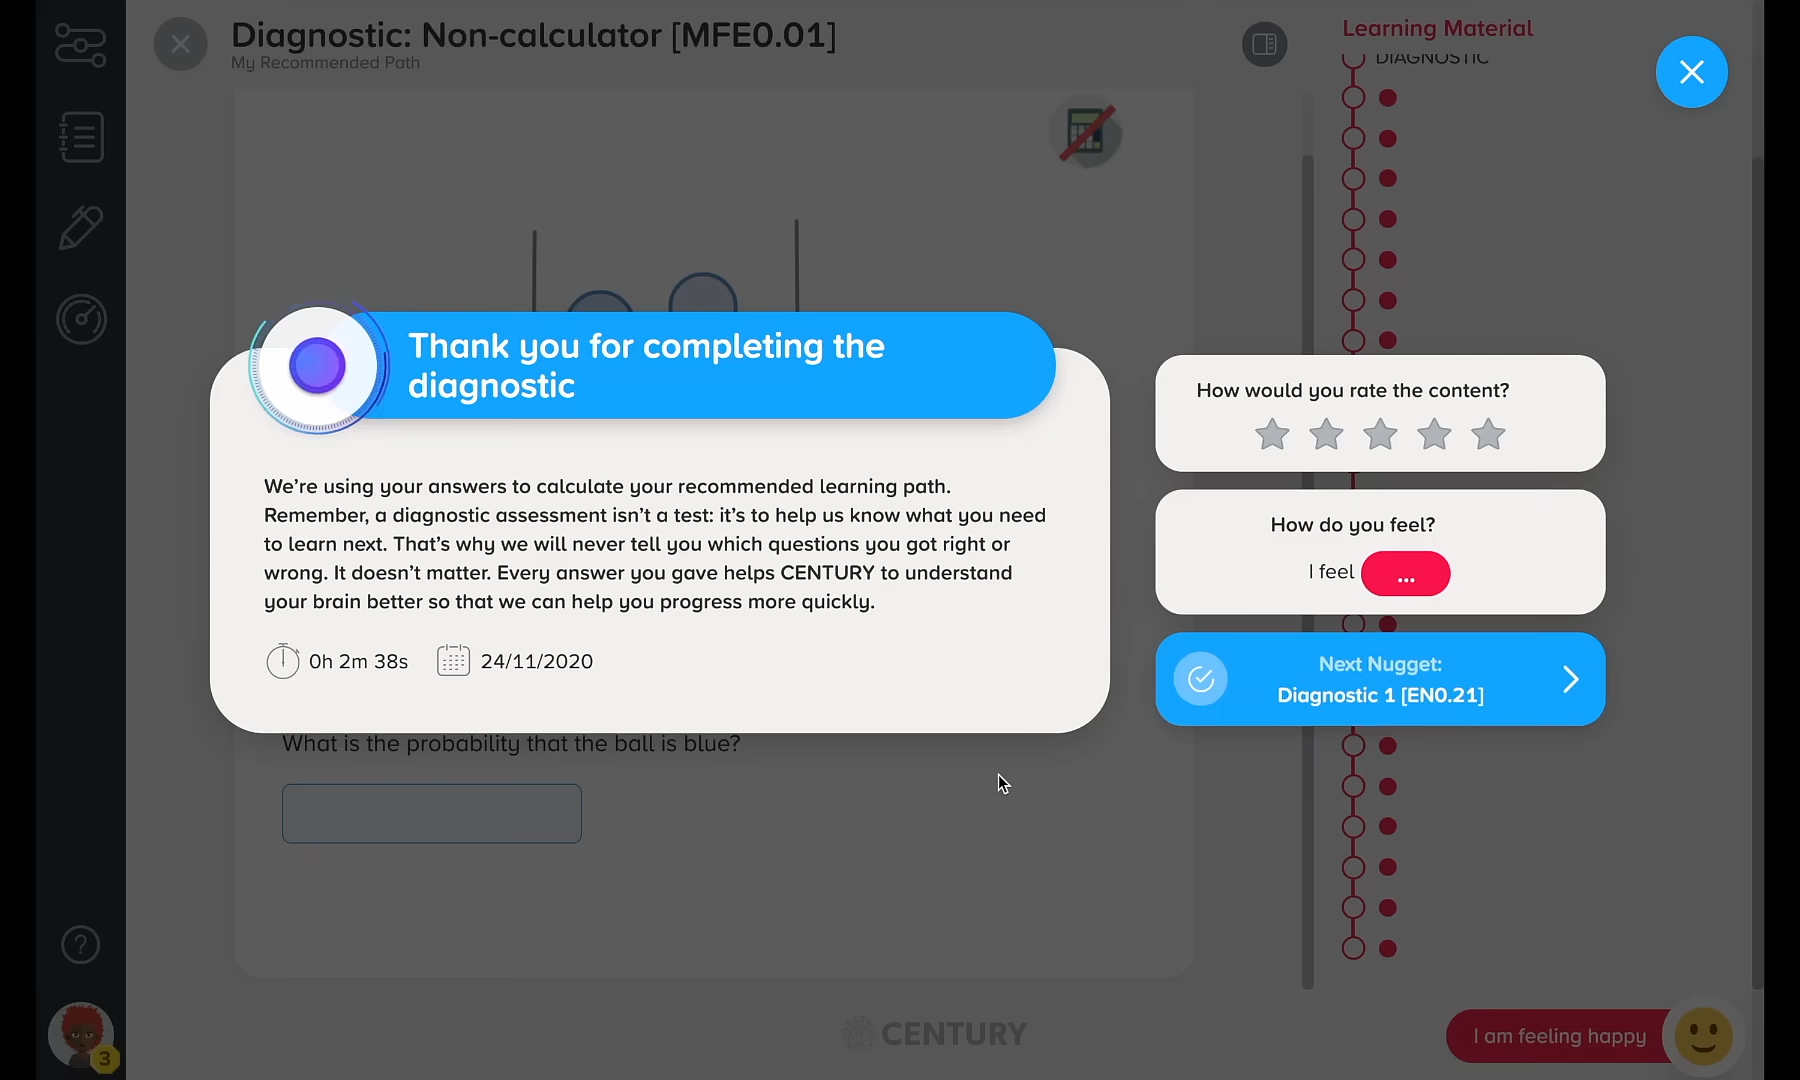 Diagnostic: Non-calculator [MFE0.01]
My Recommended Path
Learning Material
DIAGNOSTIC
Thank you for completing the
diagnostic
We’re using your answers to calculate your recommended learning path.
Remember, a diagnostic assessment isn’t a test: it’s to help us know what you need
to learn next. That’s why we will never tell you which questions you got right or
wrong. It doesn’t matter. Every answer you gave helps CENTURY to understand
your brain better so that we can help you progress more quickly.
0h 2m 38s
24/11/2020
How would you rate the content?
How do you feel?
I feel ...
Next Nugget:
Diagnostic 1 [EN0.21]
What is the probability that the ball is blue?
?
3
CENTURY
I am feeling happy